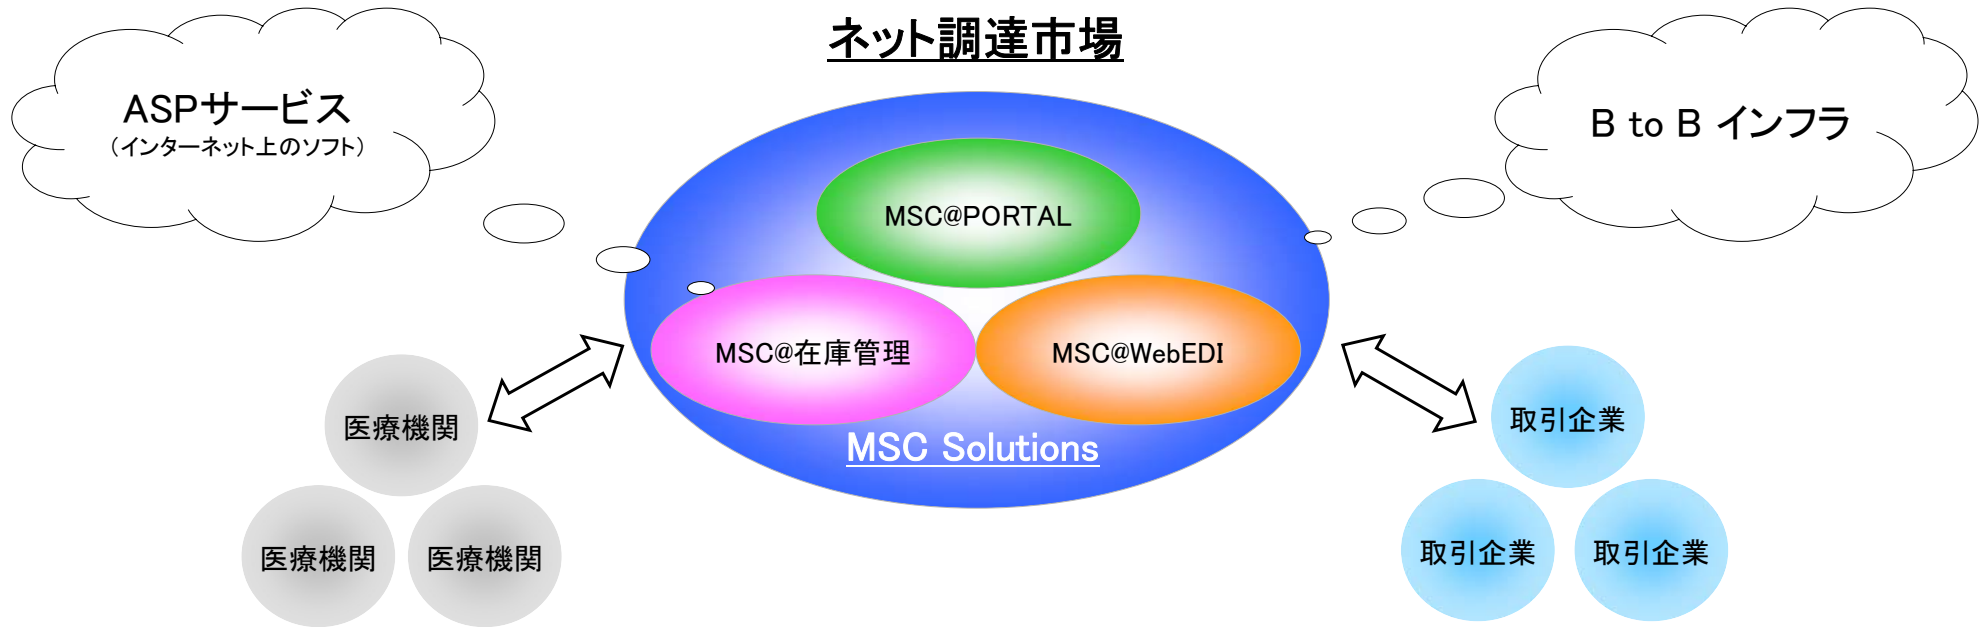 ネット調達市場
ASPサービス
（インターネット上のソフト）
B to B インフラ
MSC@PORTAL
MSC@在庫管理
MSC@WebEDI
MSC Solutions
医療機関
医療機関
医療機関
取引企業
取引企業
取引企業